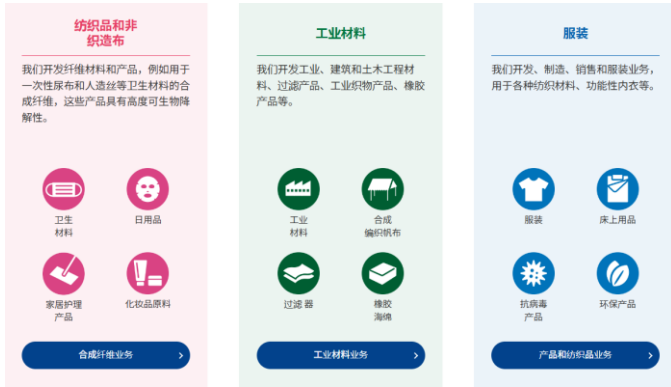 纺织品和非
织造布
我们开发纤维材料和产品，例如用于
一次性尿布和人造丝等卫生材料的合
成纤维，这些产品具有高度可生物降
解性。
卫生
材料
日用品
家居护理
产品
化妆品原料
合成纤维业务
工业材料
我们开发工业、建筑和土木工程材
料、过滤产品、工业织物产品、橡胶
产品等。
工业
材料
合成
编织帆布
过滤 器
橡胶
海绵
工业材料业务
服装
我们开发、制造、销售和服装业务，
用于各种纺织材料、功能性内衣等。
服装
床上用品
抗病毒
产品
环保产品
产品和纺织品业务